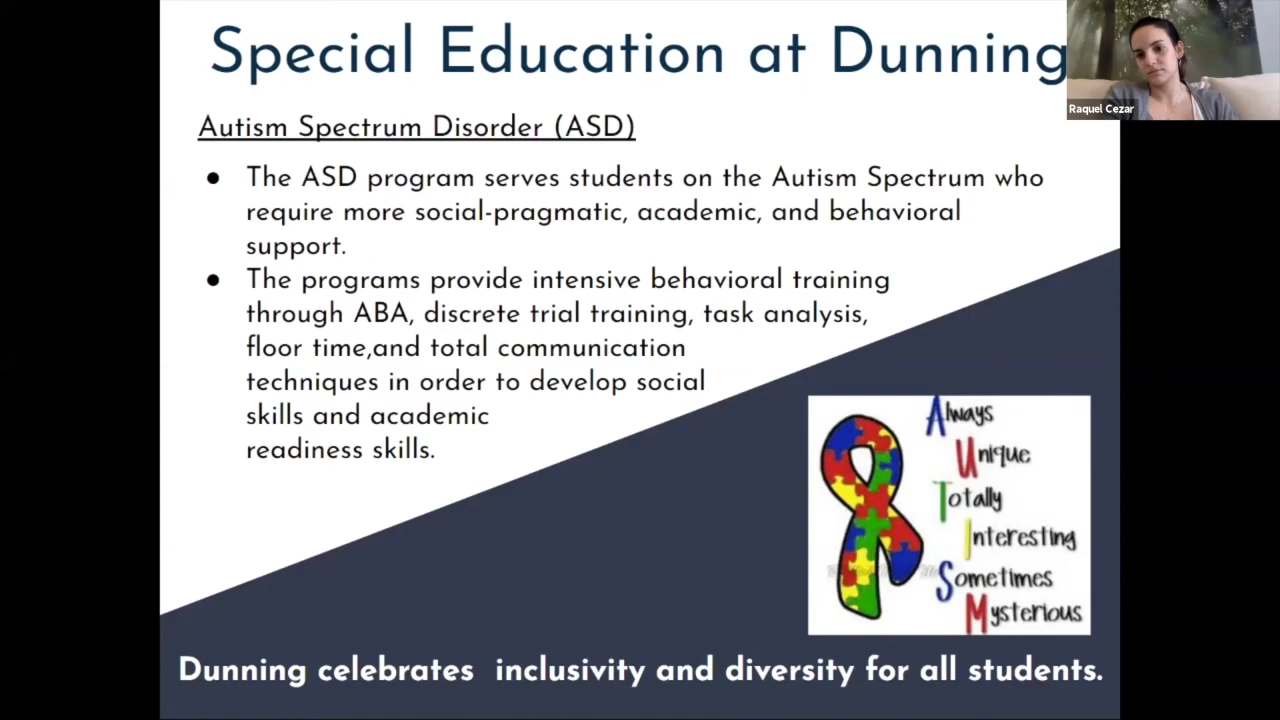 Special Education at Dunning
Raquel Cezar
Autism Spectrum Disorder (ASD)
● The ASD program serves students on the Autism Spectrum who
require more social-pragmatic, academic, and behavioral
support.
● The programs provide intensive behavioral training
through ABA, discrete trial training, task analysis,
floor time,and total communication
techniques in order to develop social
skills and academic
readiness skills.
Always
Unique
Totally
Interesting
Sometimes
Mysterious
Dunning celebrates  inclusivity and diversity for all students.